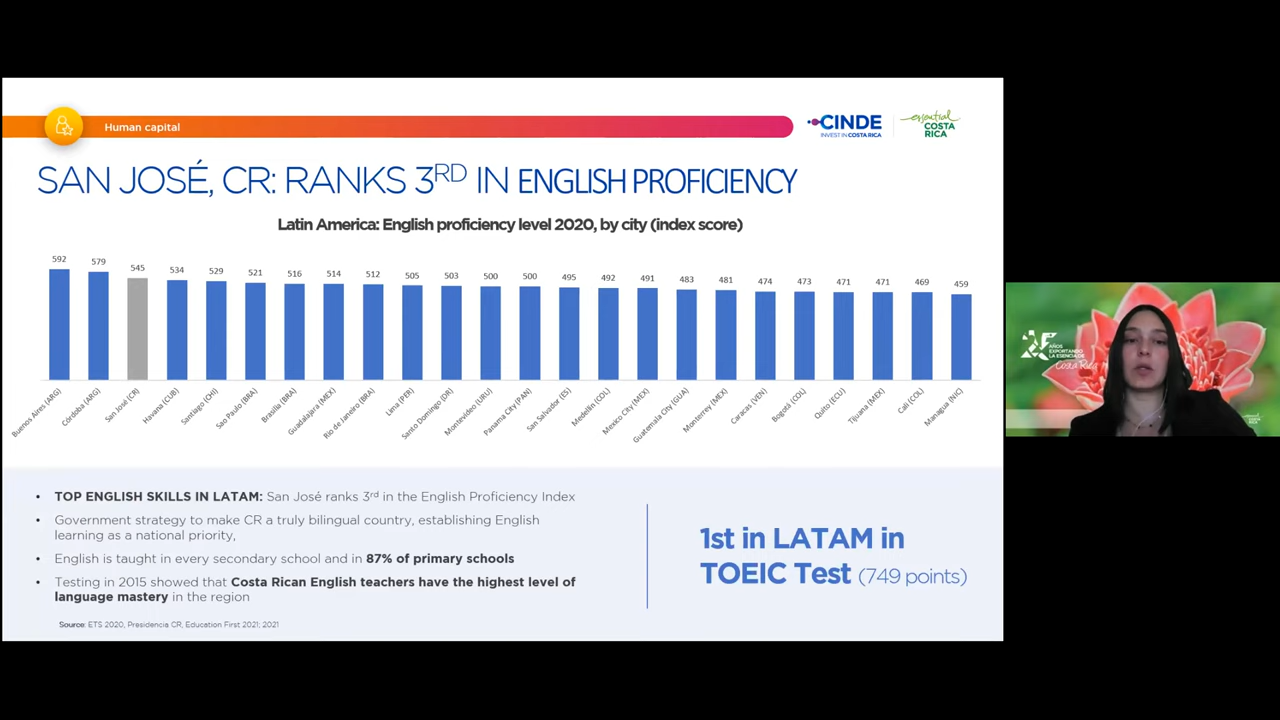 Human capital
CINDE
INVEST IN COSTA RICA
essential
COSTA
RICA
SAN JOSÉ, CR: RANKS 3RD IN ENGLISH PROFICIENCY
Latin America: English proficiency level 2020, by city (index score)
592 579 545 534 529 521 516 514 512 505 503 500 500 495 492 491 483 481 474 473 471 471 469 459
Buenos Aires (ARG)
Córdoba (ARG)
San José (CR)
Havana (CUB)
Santiago (CHI)
Sao Paulo (BRA)
Brasilia (BRA)
Guadalajara (MEX)
Rio de Janeiro (BRA)
Lima (PER)
Santo Domingo (DR)
Montevideo (URU)
Panama City (PAN)
San Salvador (ES)
Medellín (COL)
Mexico City (MEX)
Guatemala City (GUA)
Monterrey (MEX)
Caracas (VEN)
Bogotá (COL)
Quito (ECU)
Tijuana (MEX)
Cali (COL)
Managua (NIC)
• TOP ENGLISH SKILLS IN LATAM: San José ranks 3rd in the English Proficiency Index
• Government strategy to make CR a truly bilingual country, establishing English
learning as a national priority,
• English is taught in every secondary school and in 87% of primary schools
• Testing in 2015 showed that Costa Rican English teachers have the highest level of
language mastery in the region
Source: ETS 2020, Presidencia CR, Education First 2021; 2021
1st in LATAM in
TOEIC Test (749 points)
AÑOS
EXPORTANDO
LA ESENCIA DE
Costa Rica